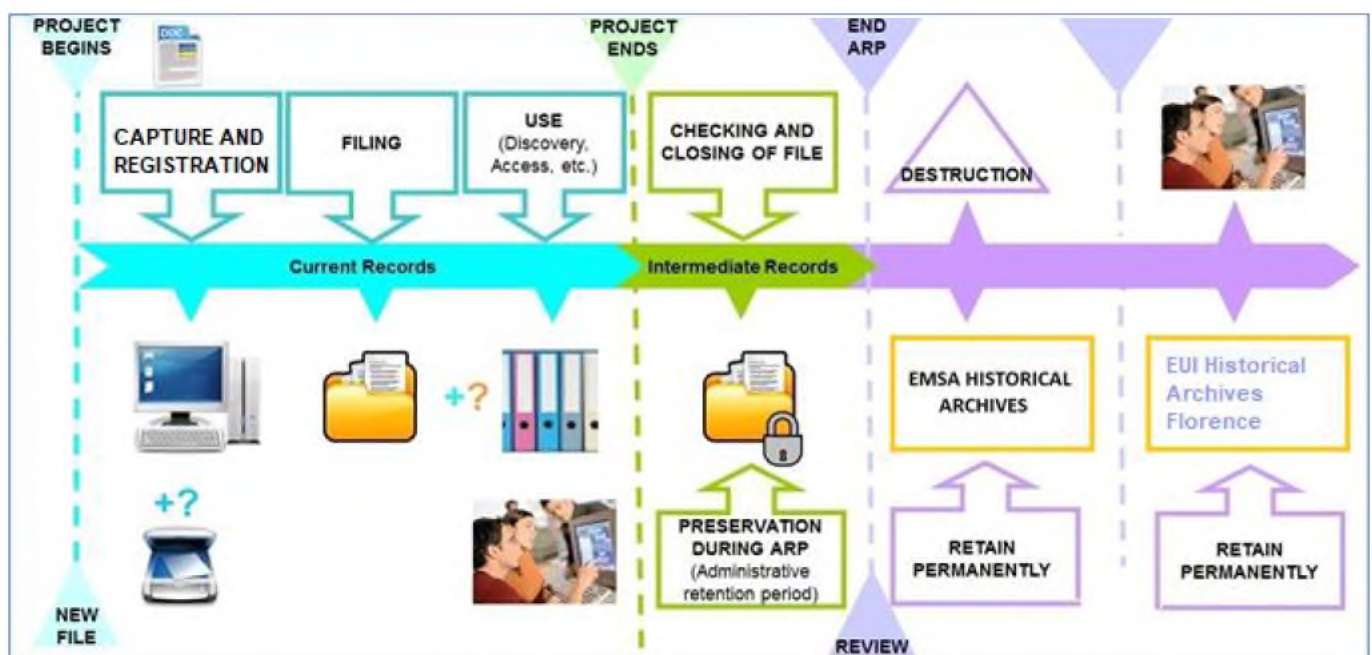 PROJECT
BEGINS
PROJECT
ENDS
END
ARP
DOC
CAPTURE AND
REGISTRATION
FILING
USE
(Discovery,
Access, etc.)
CHECKING AND
CLOSING OF FILE
DESTRUCTION
Current Records
Intermediate Records
+?
EMSA HISTORICAL
ARCHIVES
EUI Historical
Archives
Florence
+?
PRESERVATION
DURING ARP
(Administrative
retention period)
RETAIN
PERMANENTLY
RETAIN
PERMANENTLY
NEW
FILE
REVIEW